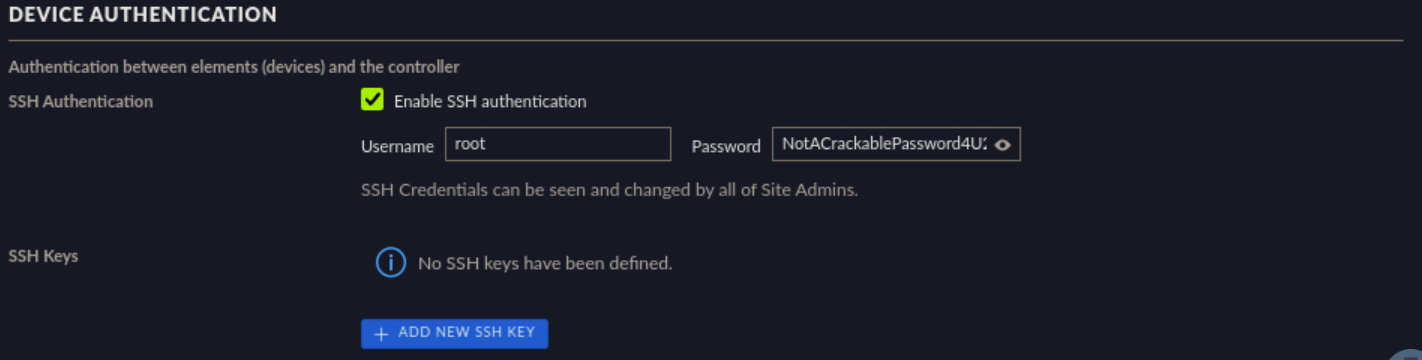 DEVICE AUTHENTICATION
Authentication between elements (devices) and the controller
SSH Authentication
Enable SSH authentication
Username root Password
SSH Credentials can be seen and changed by all of Site Admins.
SSH Keys
No SSH keys have been defined.
+ ADD NEW SSH KEY